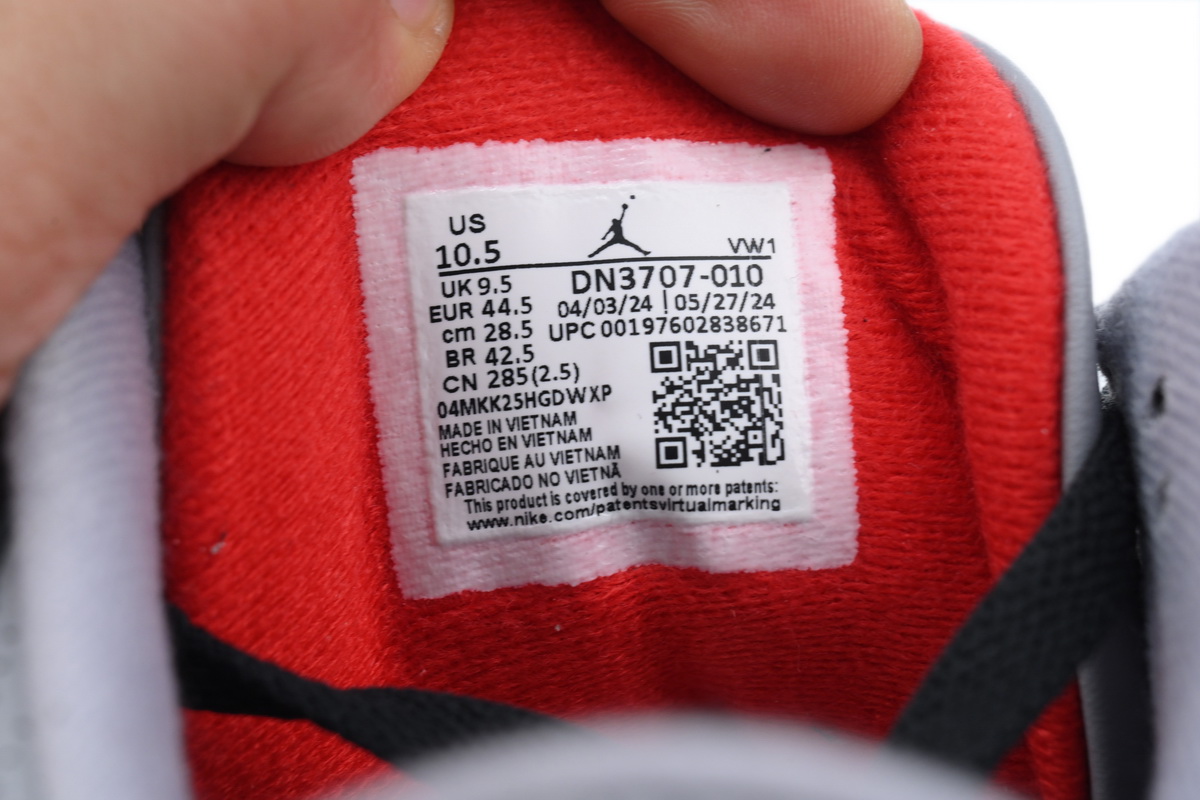 US
10.5
VW1
UK 9.5
DN3707-010
EUR 44.5
04/03/24 | 05/27/24
cm 28.5
UPC 00197602838671
BR 42.5
CN 285(2.5)
04MKK25HGDWXP
MADE IN VIETNAM
HECHO EN VIETNAM
FABRIQUE AU VIETNAM
FABRICADO NO VIETNÃ
This product is covered by one or more patents:
www.nike.com/patentsvirtualmarking